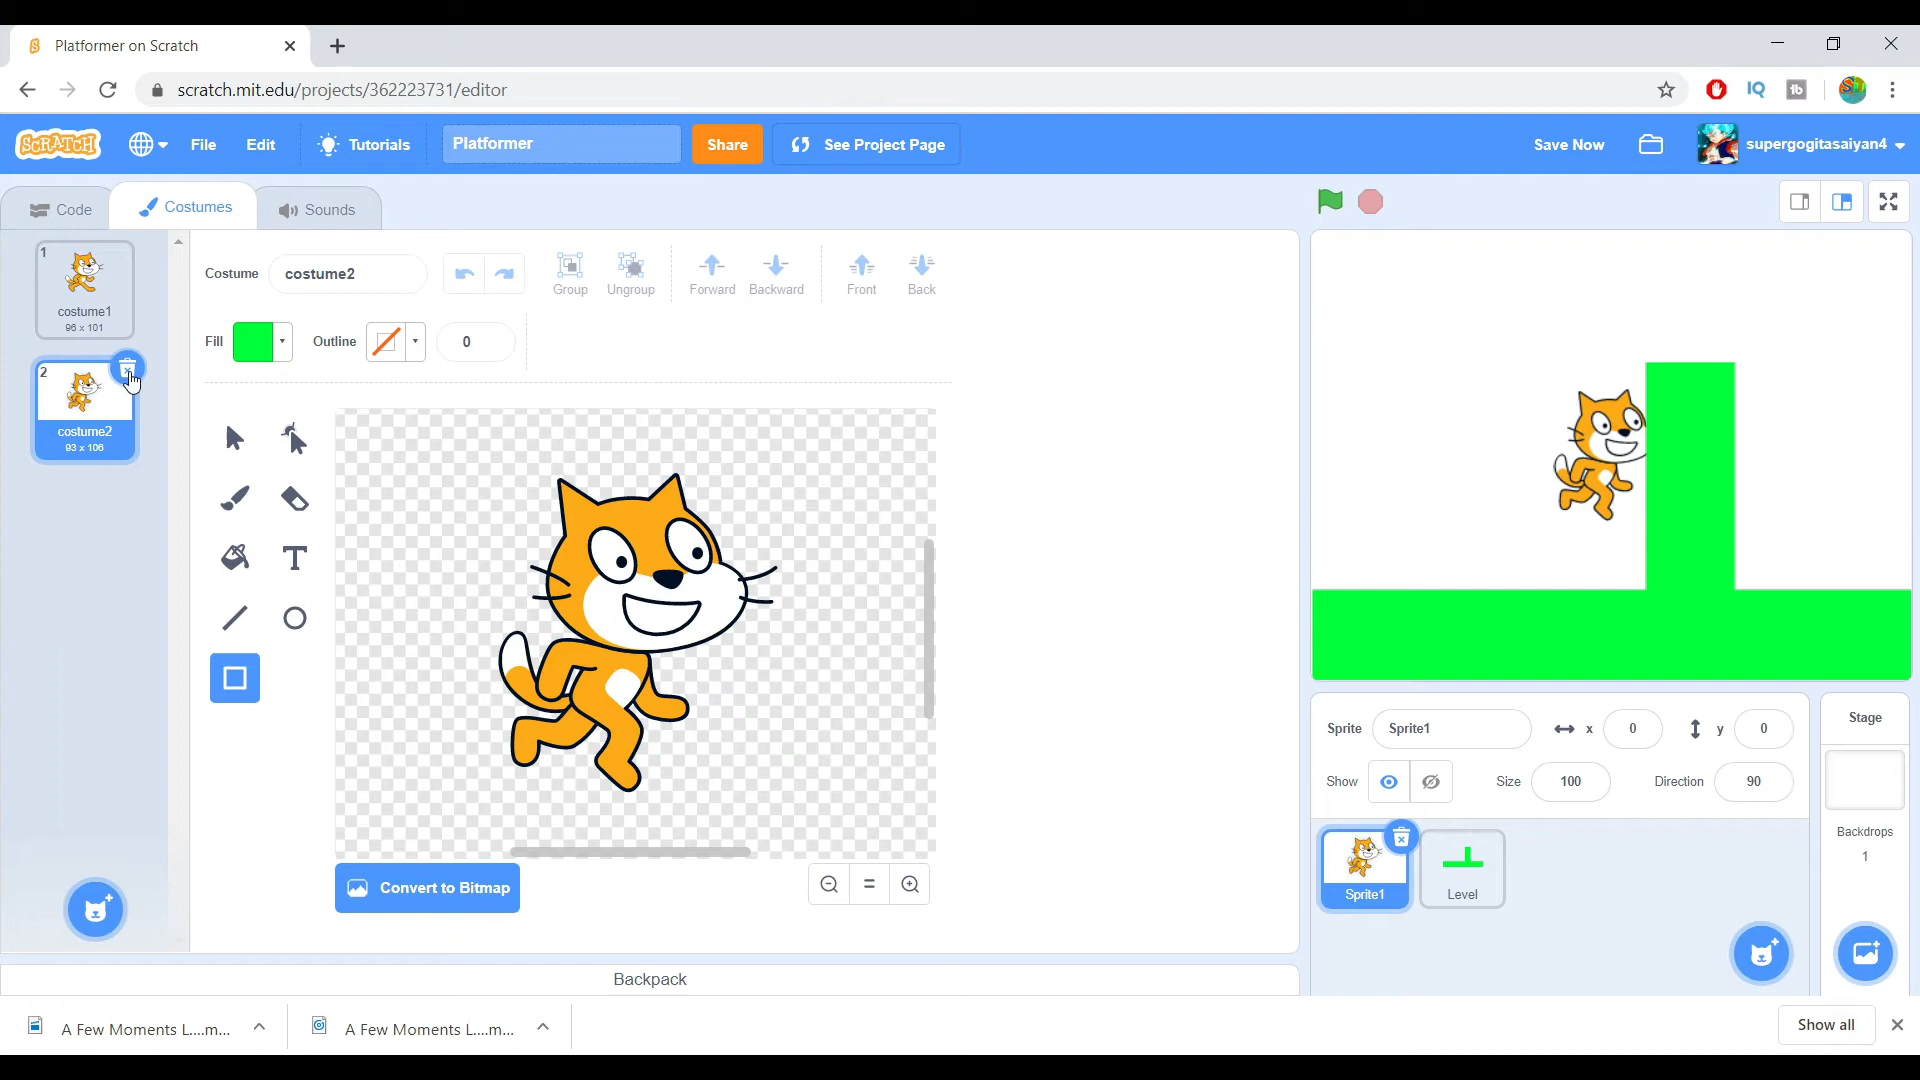 Platformer on Scratch
scratch.mit.edu/projects/362223731/editor
IQ
tb
SCRATCH
File
Edit
Tutorials
Platformer
Share
See Project Page
Save Now
supergogitasaiyan4
Code
Costumes
Sounds
1
costume1
96 x 101
2
costume2
93 x 106
Costume
costume2
Group
Ungroup
Forward
Backward
Front
Back
Fill
Outline
0
T
Convert to Bitmap
Backpack
Sprite
Sprite1
x
0
y
0
Show
Size
100
Direction
90
Sprite1
Level
Stage
Backdrops
1
A Few Moments L....m...
A Few Moments L....m...
Show all